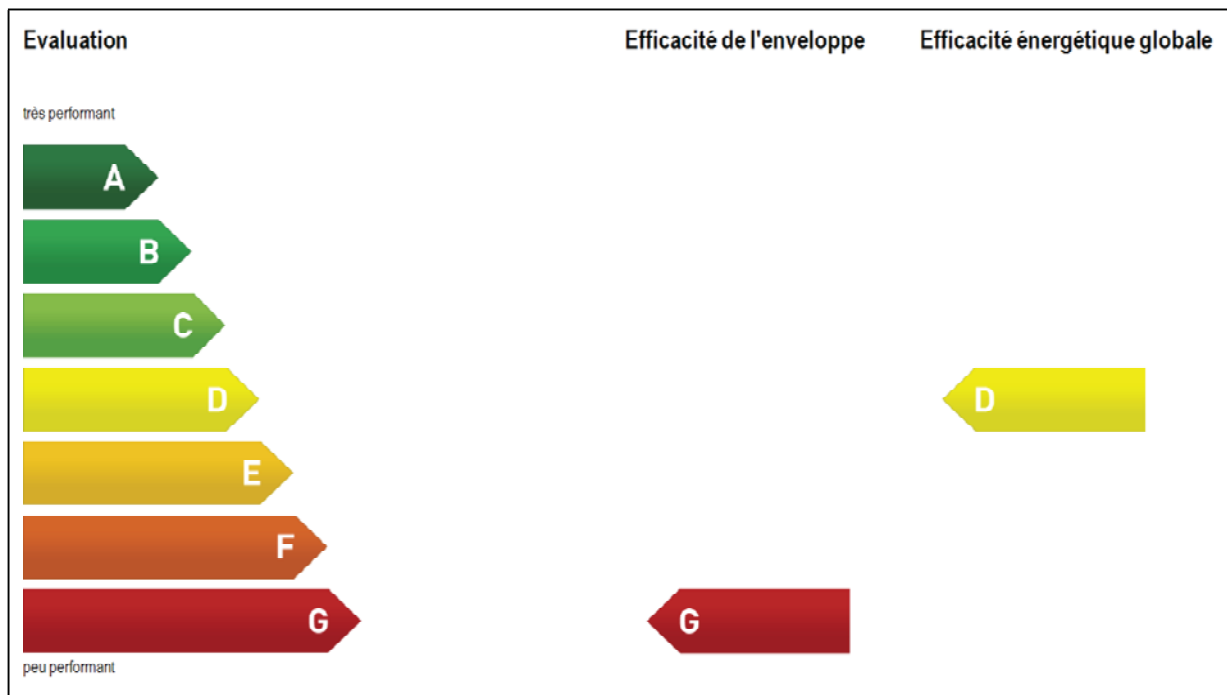 Evaluation Efficacité de l'enveloppe Efficacité énergétique globale
très performant
A
B
C
D D
E
F
G G
peu performant